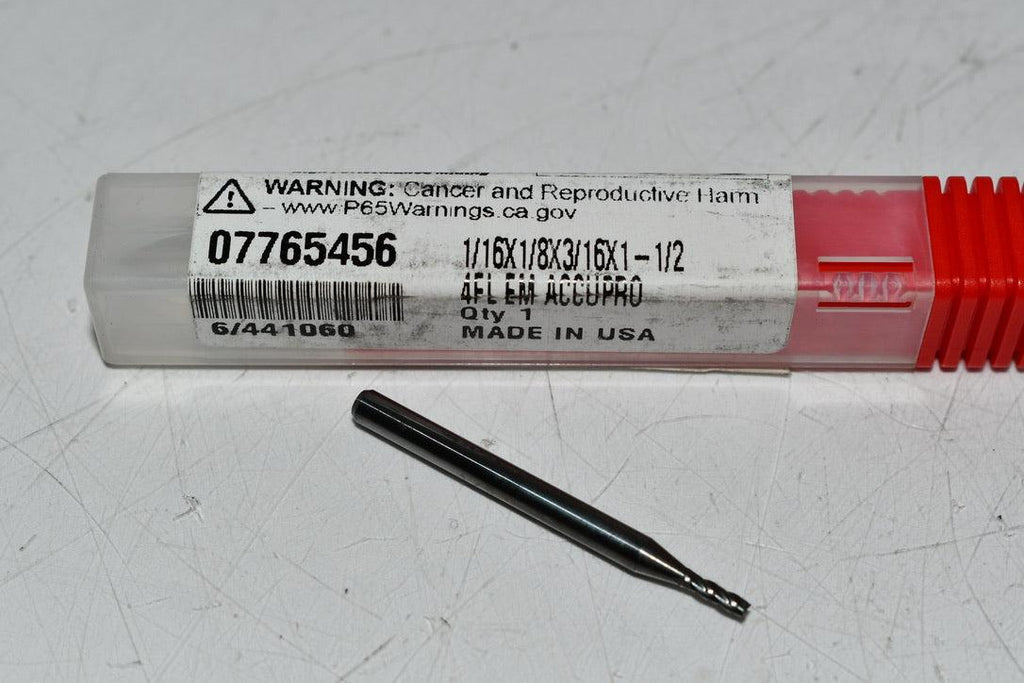 WARNING: Cancer and Reproductive Harm
– www.P65Warnings.ca.gov
07765456
1/16X1/8X3/16X1-1/2
4FL EM ACCUPRO
Qty 1
6/441060
MADE IN USA